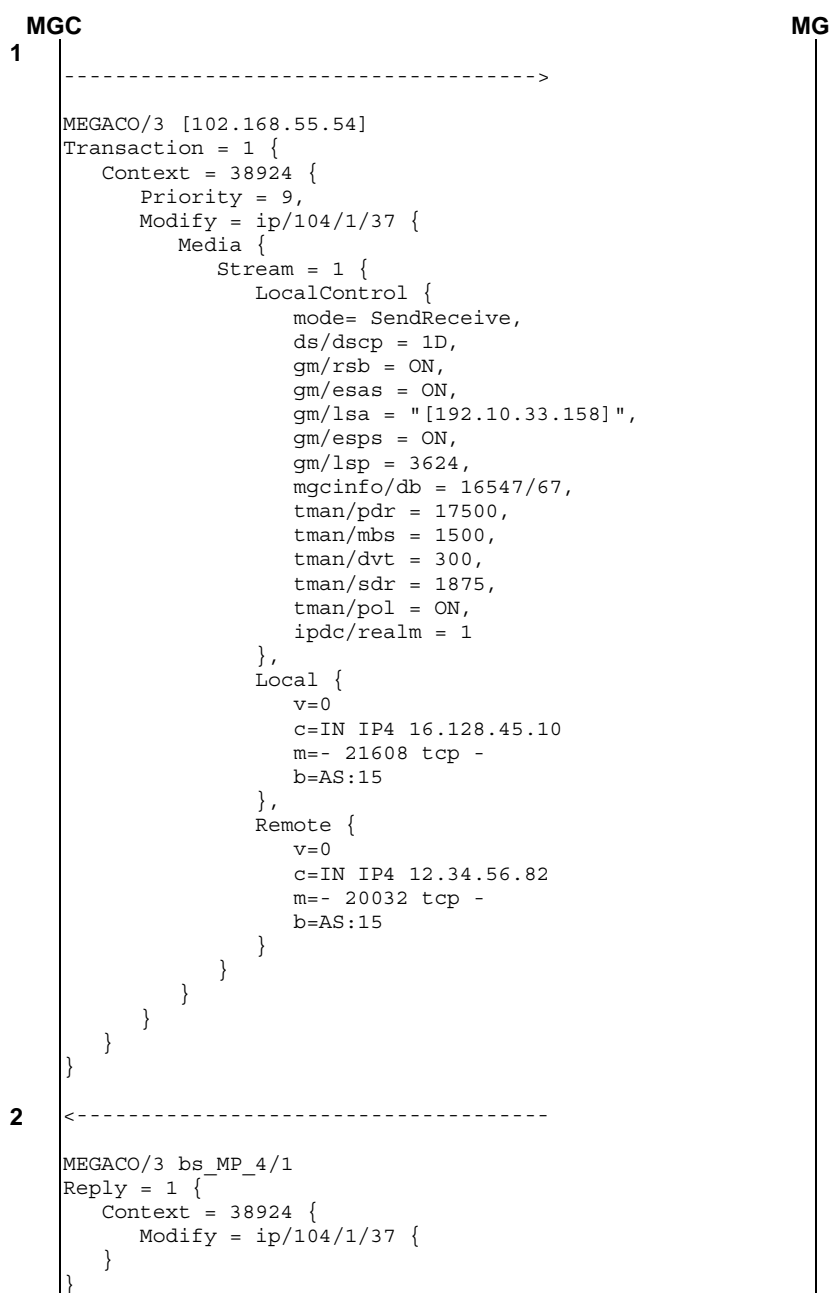 MGC MG
1
------------------------------------->
MEGACO/3 [102.168.55.54]
Transaction = 1 {
Context = 38924 {
Priority = 9,
Modify = ip/104/1/37 {
Media {
Stream = 1 {
LocalControl {
mode= SendReceive,
ds/dscp = 1D,
gm/rsb = ON,
gm/esas = ON,
gm/lsa = "[192.10.33.158]",
gm/esps = ON,
gm/lsp = 3624,
mgcinfo/db = 16547/67,
tman/pdr = 17500,
tman/mbs = 1500,
tman/dvt = 300,
tman/sdr = 1875,
tman/pol = ON,
ipdc/realm = 1
},
Local {
v=0
c=IN IP4 16.128.45.10
m=- 21608 tcp -
b=AS:15
},
Remote {
v=0
c=IN IP4 12.34.56.82
m=- 20032 tcp -
b=AS:15
}
}
}
}
}
}
2 <-------------------------------------
MEGACO/3 bs_MP_4/1
Reply = 1 {
Context = 38924 {
Modify = ip/104/1/37 {
}
}